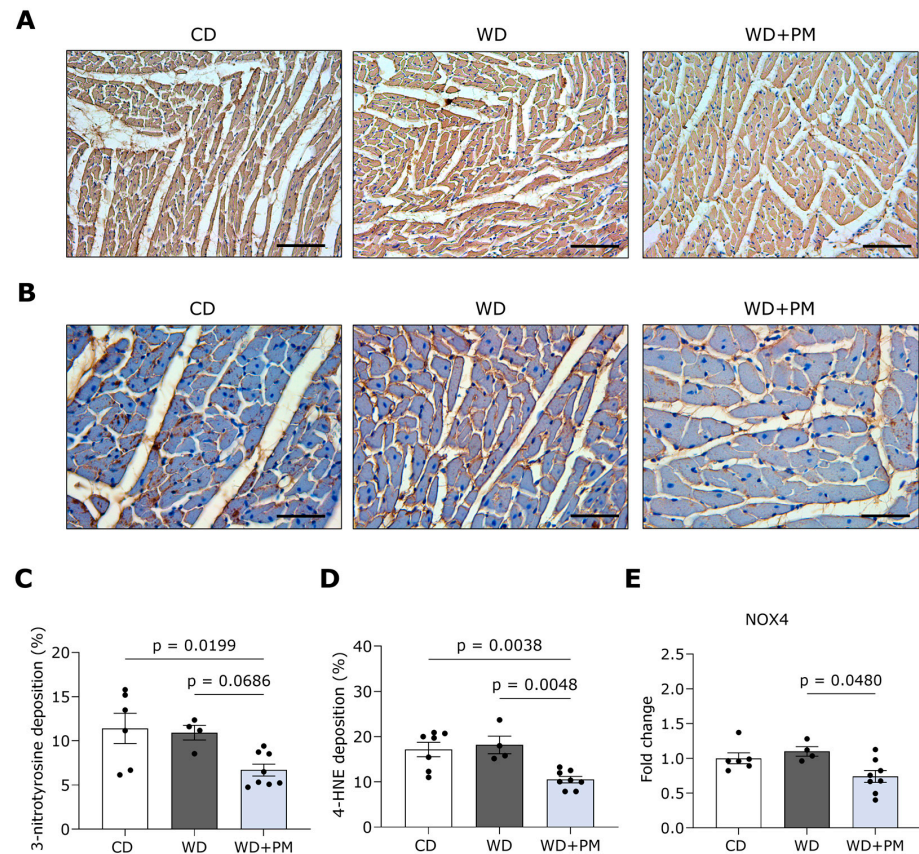 A
CD WD WD+PM
B
CD WD WD+PM
C D E
NOX4
3-nitrotyrosine deposition (%)
20
15
10
5
0
p = 0.0199
p = 0.0686
CD WD WD+PM
4-HNE deposition (%)
40
30
20
10
0
p = 0.0038
p = 0.0048
CD WD WD+PM
Fold change
2.5
2.0
1.5
1.0
0.5
0.0
p = 0.0480
CD WD WD+PM